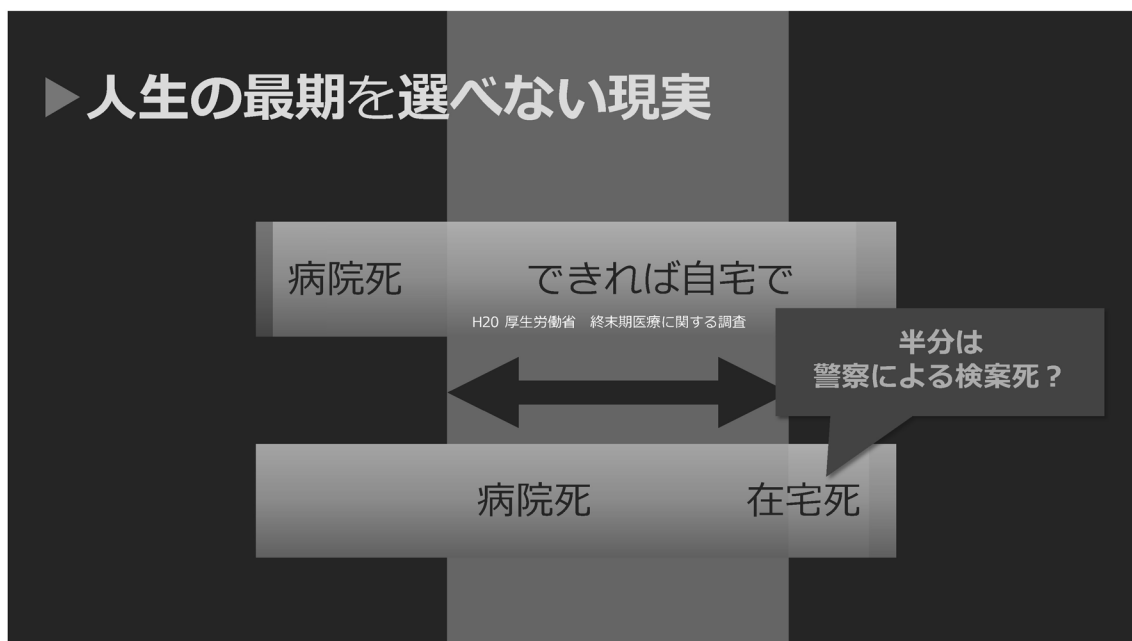 人生の最期を選べない現実
病院死
できれば自宅で
H20 厚生労働省　終末期医療に関する調査
半分は
警察による検案死？
病院死
在宅死